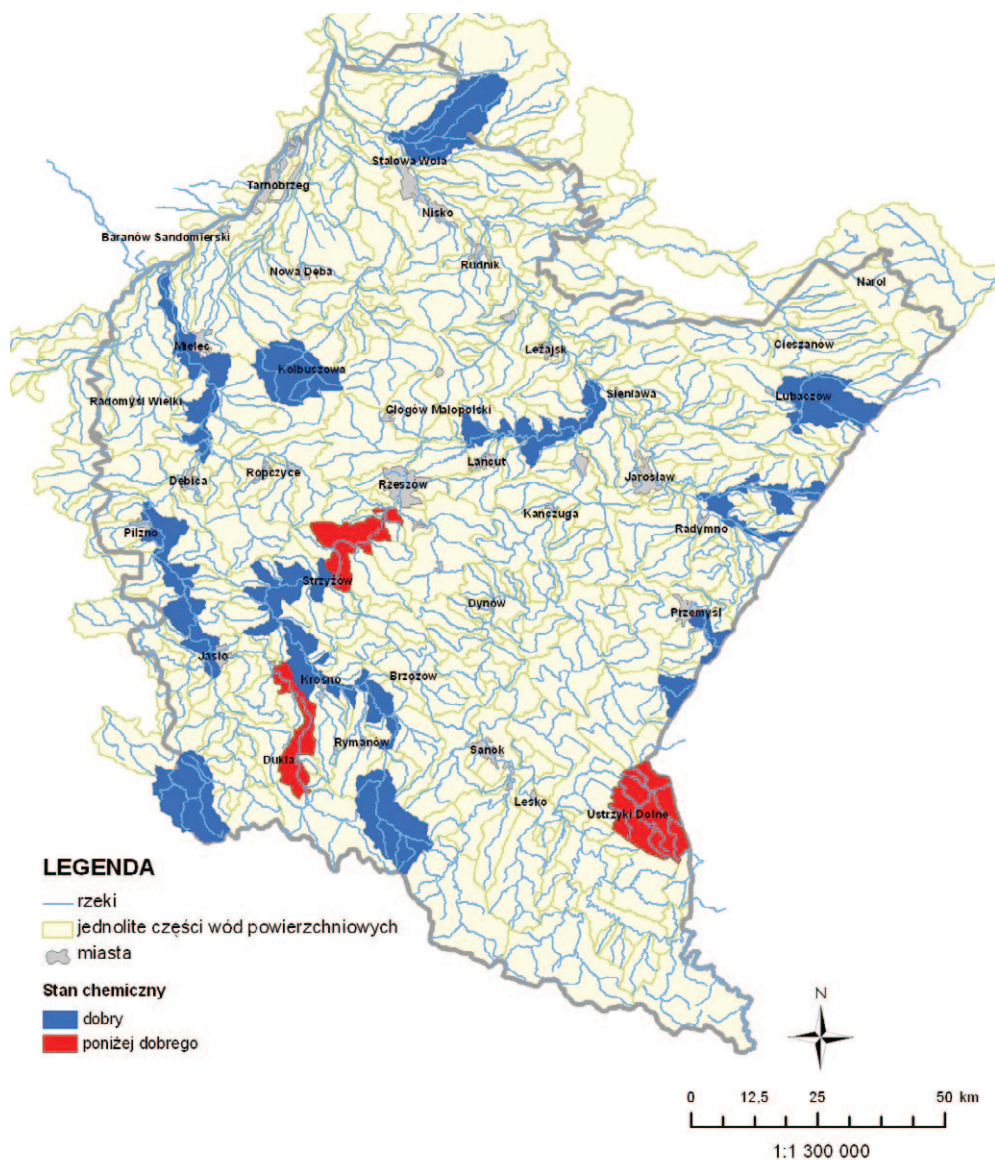 Stalowa Wola
Tarnobrzeg
Nisko
Baranów Sandomierski
Rudnik
Nowa Dęba
Narol
Cieszanów
Mielec
Leżajsk
Kolbuszowa
Sieniawa
Lubaczów
Radomyśl Wielki
Głogów Małopolski
Łańcut
Ropczyce
Dębica
Rzeszów
Jarosław
Kańczuga
Pilzno
Radymno
Strzyżów
Dynów
Przemyśl
Jasło
Krosno
Brzozów
Rymanów
Sanok
Dukla
Lesko
Ustrzyki Dolne
LEGENDA
rzeki
jednolite części wód powierzchniowych
miasta
Stan chemiczny
dobry
poniżej dobrego
N
0 12,5 25 50 km
1:1 300 000